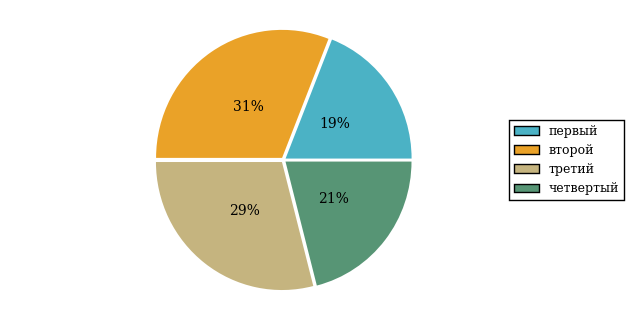 31%
19%
29%
21%
первый
второй
третий
четвертый